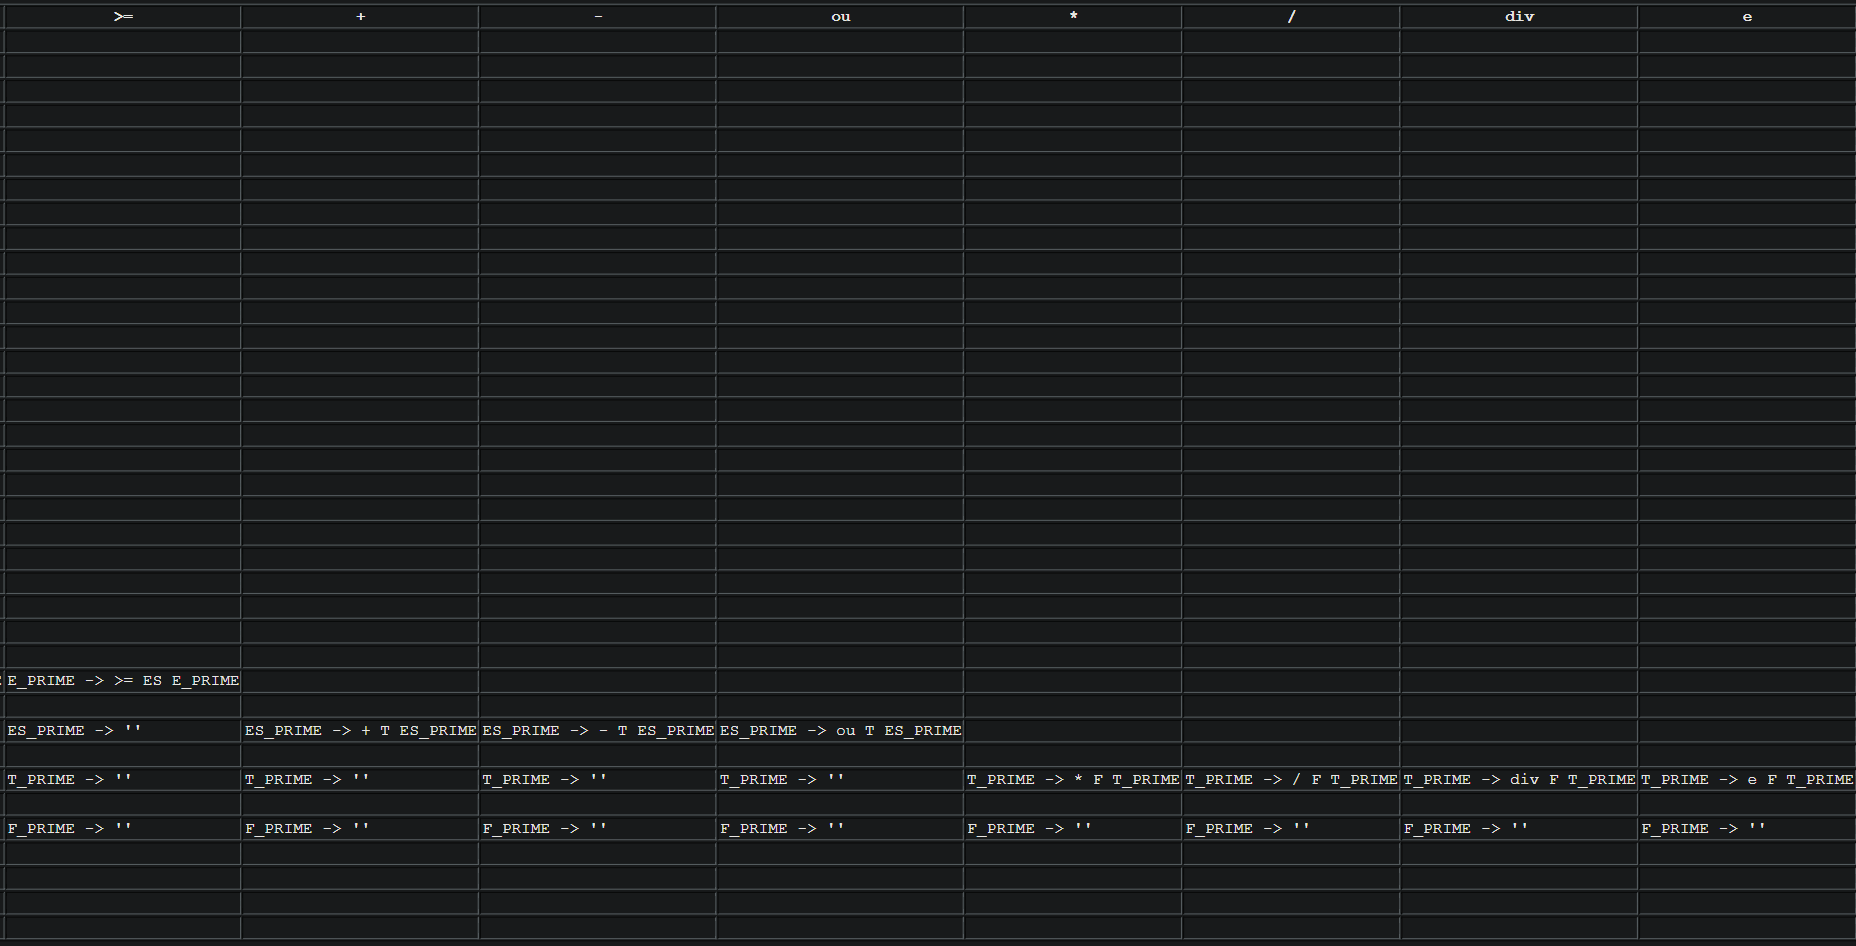 >= + - ou * / div e
E_PRIME -> >= ES E_PRIME
ES_PRIME -> '' ES_PRIME -> + T ES_PRIME ES_PRIME -> - T ES_PRIME ES_PRIME -> ou T ES_PRIME
T_PRIME -> '' T_PRIME -> '' T_PRIME -> '' T_PRIME -> '' T_PRIME -> * F T_PRIME T_PRIME -> / F T_PRIME T_PRIME -> div F T_PRIME T_PRIME -> e F T_PRIME
F_PRIME -> '' F_PRIME -> '' F_PRIME -> '' F_PRIME -> '' F_PRIME -> '' F_PRIME -> '' F_PRIME -> '' F_PRIME -> ''